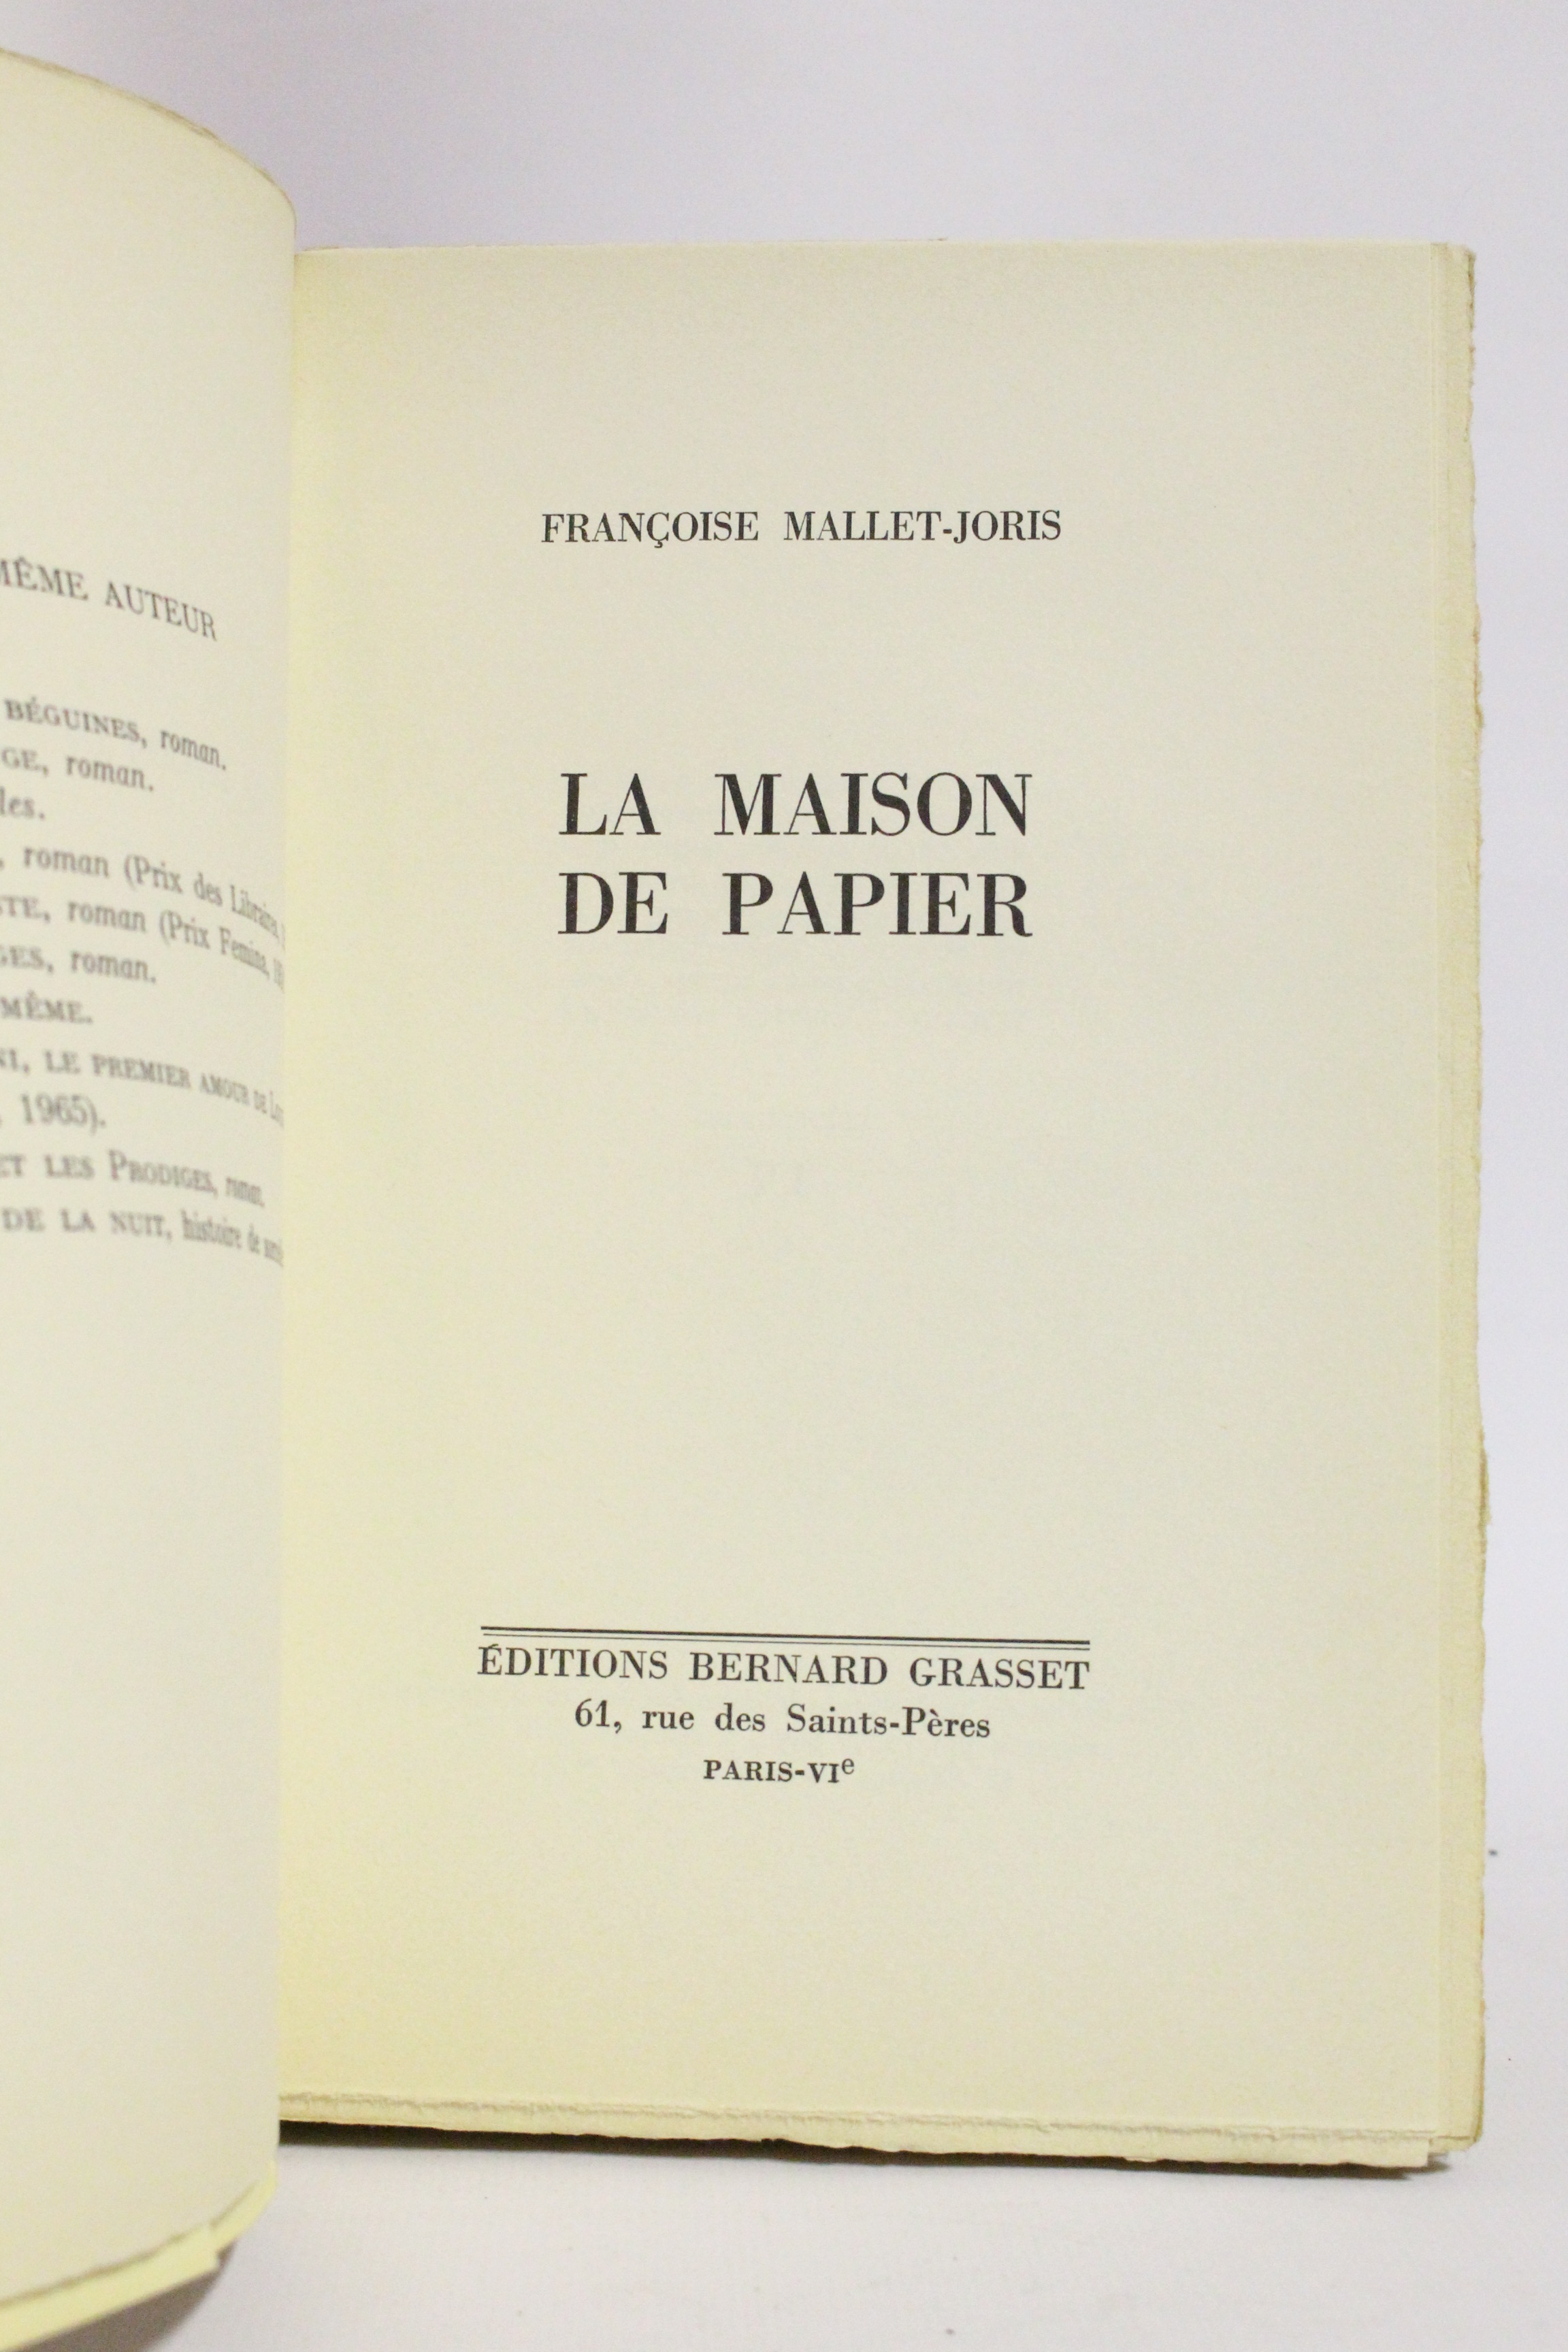 MÊME AUTEUR
BÉGUINES, roman.
GE, roman.
les.
, roman (Prix des Libraires,
STE, roman (Prix Femina,
GES, roman.
MÊME.
NI, LE PREMIER AMOUR DE
, 1965).
ET LES PRODIGES, roman.
DE LA NUIT, histoire de
FRANÇOISE MALLET-JORIS
LA MAISON
DE PAPIER
ÉDITIONS BERNARD GRASSET
61, rue des Saints-Pères
PARIS-VIe